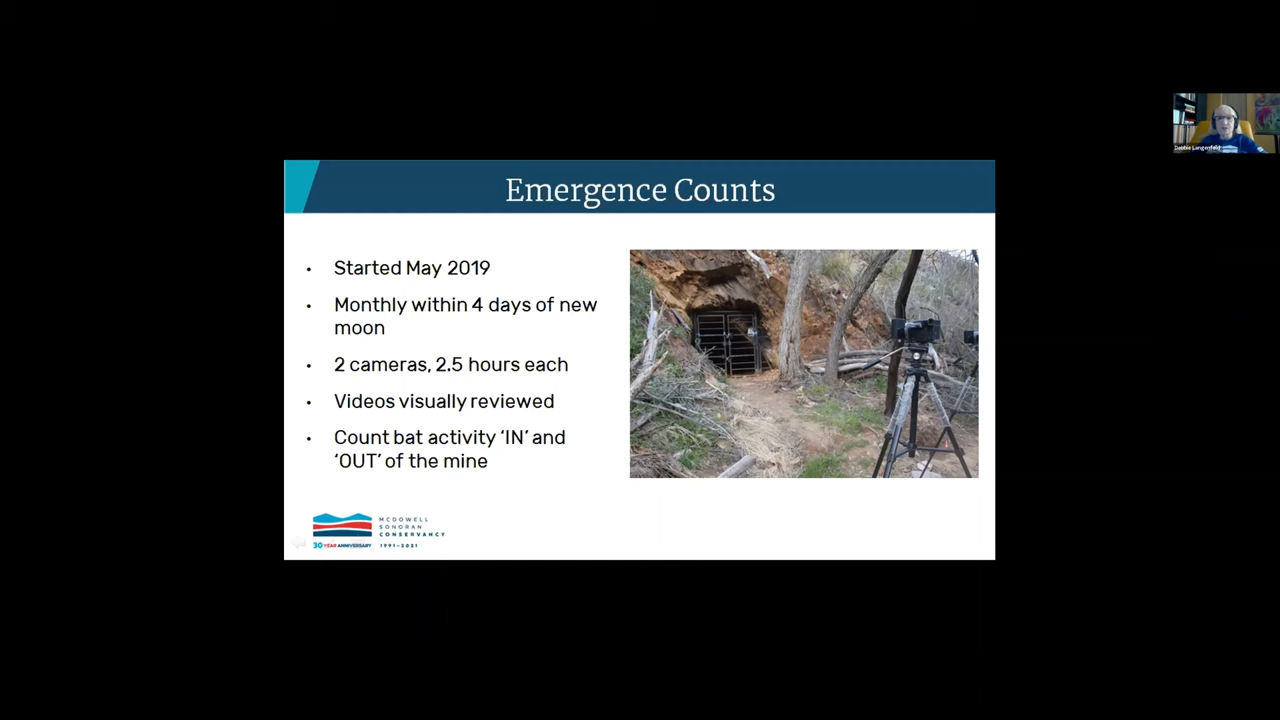 Debbie Langenfeld
Emergence Counts
• Started May 2019
• Monthly within 4 days of new
moon
• 2 cameras, 2.5 hours each
• Videos visually reviewed
• Count bat activity ‘IN’ and
‘OUT’ of the mine
MCDOWELL
SONORAN
CONSERVANCY
30 YEAR ANNIVERSARY 1991–2021